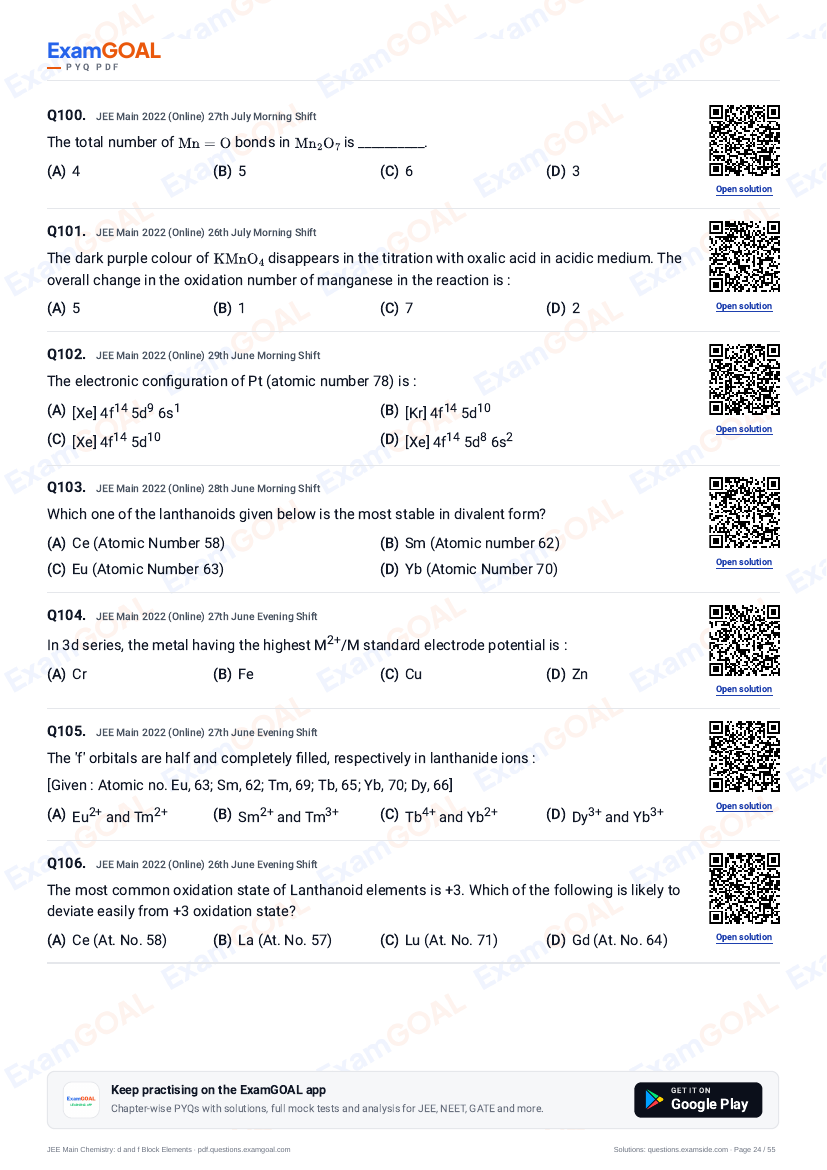 ExamGOAL
PYQ PDF
Q100. JEE Main 2022 (Online) 27th July Morning Shift
The total number of Mn = O bonds in Mn₂O₇ is __________.
(A) 4 (B) 5 (C) 6 (D) 3
Open solution
Q101. JEE Main 2022 (Online) 26th July Morning Shift
The dark purple colour of KMnO₄ disappears in the titration with oxalic acid in acidic medium. The
overall change in the oxidation number of manganese in the reaction is :
(A) 5 (B) 1 (C) 7 (D) 2
Open solution
Q102. JEE Main 2022 (Online) 29th June Morning Shift
The electronic configuration of Pt (atomic number 78) is :
(A) [Xe] 4f¹⁴ 5d⁹ 6s¹ (B) [Kr] 4f¹⁴ 5d¹⁰
(C) [Xe] 4f¹⁴ 5d¹⁰ (D) [Xe] 4f¹⁴ 5d⁸ 6s²
Open solution
Q103. JEE Main 2022 (Online) 28th June Morning Shift
Which one of the lanthanoids given below is the most stable in divalent form?
(A) Ce (Atomic Number 58) (B) Sm (Atomic number 62)
(C) Eu (Atomic Number 63) (D) Yb (Atomic Number 70)
Open solution
Q104. JEE Main 2022 (Online) 27th June Evening Shift
In 3d series, the metal having the highest M²⁺/M standard electrode potential is :
(A) Cr (B) Fe (C) Cu (D) Zn
Open solution
Q105. JEE Main 2022 (Online) 27th June Evening Shift
The 'f' orbitals are half and completely filled, respectively in lanthanide ions :
[Given : Atomic no. Eu, 63; Sm, 62; Tm, 69; Tb, 65; Yb, 70; Dy, 66]
(A) Eu²⁺ and Tm²⁺ (B) Sm²⁺ and Tm³⁺ (C) Tb⁴⁺ and Yb²⁺ (D) Dy³⁺ and Yb³⁺
Open solution
Q106. JEE Main 2022 (Online) 26th June Evening Shift
The most common oxidation state of Lanthanoid elements is +3. Which of the following is likely to
deviate easily from +3 oxidation state?
(A) Ce (At. No. 58) (B) La (At. No. 57) (C) Lu (At. No. 71) (D) Gd (At. No. 64)
Open solution
ExamGOAL
Keep practising on the ExamGOAL app
Chapter-wise PYQs with solutions, full mock tests and analysis for JEE, NEET, GATE and more.
GET IT ON
Google Play
JEE Main Chemistry: d and f Block Elements · pdf.questions.examgoal.com
Solutions: questions.examside.com · Page 24 / 55